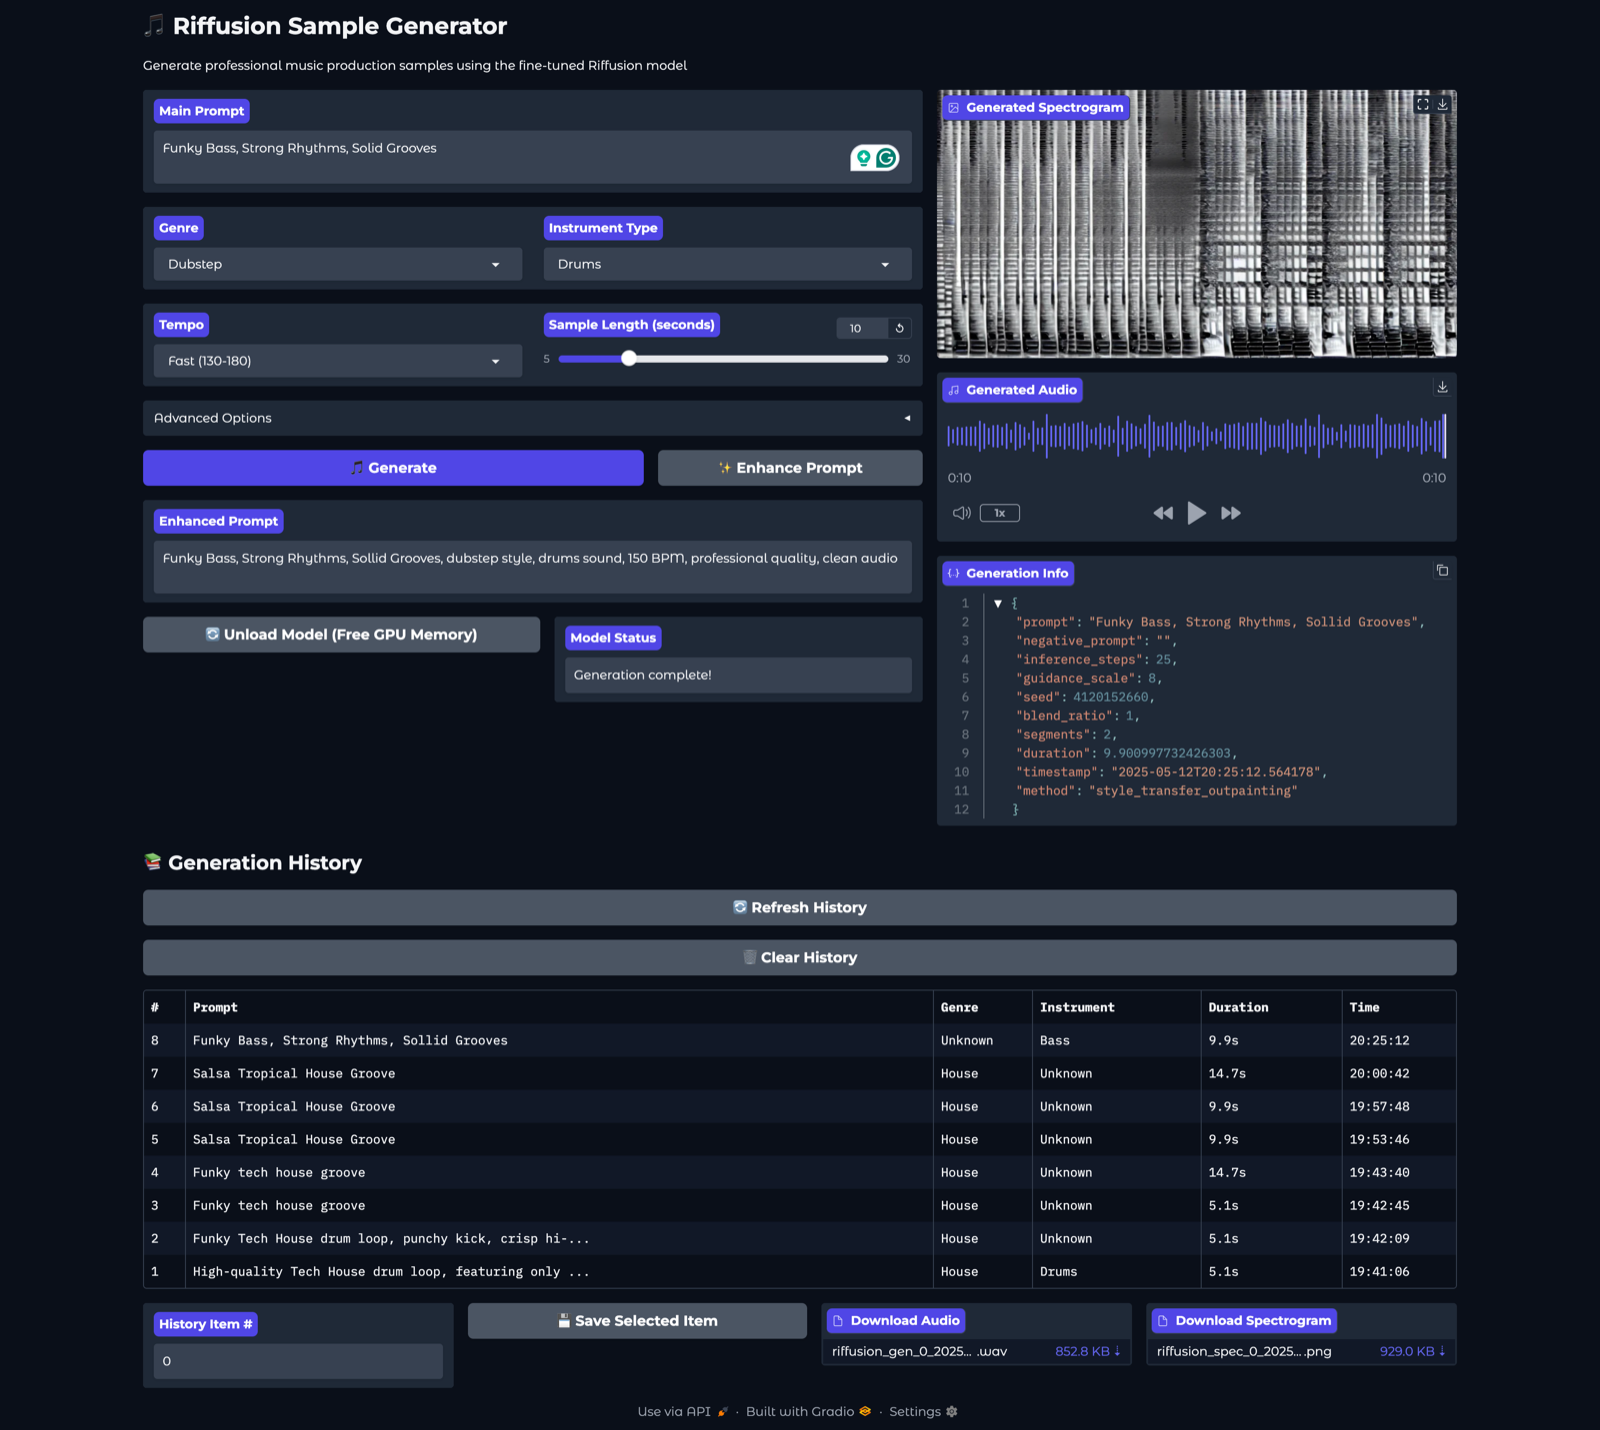 🎵 Riffusion Sample Generator
Generate professional music production samples using the fine-tuned Riffusion model
Main Prompt
Funky Bass, Strong Rhythms, Solid Grooves
Genre
Dubstep
Instrument Type
Drums
Tempo
Fast (130-180)
Sample Length (seconds)
10
5
30
Advanced Options
🎵 Generate
✨ Enhance Prompt
Enhanced Prompt
Funky Bass, Strong Rhythms, Sollid Grooves, dubstep style, drums sound, 150 BPM, professional quality, clean audio
🔄 Unload Model (Free GPU Memory)
Model Status
Generation complete!
Generated Spectrogram
Generated Audio
0:10
0:10
1x
Generation Info
1 ▼ {
2 "prompt": "Funky Bass, Strong Rhythms, Sollid Grooves",
3 "negative_prompt": "",
4 "inference_steps": 25,
5 "guidance_scale": 8,
6 "seed": 4120152660,
7 "blend_ratio": 1,
8 "segments": 2,
9 "duration": 9.900997732426303,
10 "timestamp": "2025-05-12T20:25:12.564178",
11 "method": "style_transfer_outpainting"
12 }
📚 Generation History
🔄 Refresh History
🗑️ Clear History
# Prompt Genre Instrument Duration Time
8 Funky Bass, Strong Rhythms, Sollid Grooves Unknown Bass 9.9s 20:25:12
7 Salsa Tropical House Groove House Unknown 14.7s 20:00:42
6 Salsa Tropical House Groove House Unknown 9.9s 19:57:48
5 Salsa Tropical House Groove House Unknown 9.9s 19:53:46
4 Funky tech house groove House Unknown 14.7s 19:43:40
3 Funky tech house groove House Unknown 5.1s 19:42:45
2 Funky Tech House drum loop, punchy kick, crisp hi-... House Unknown 5.1s 19:42:09
1 High-quality Tech House drum loop, featuring only ... House Drums 5.1s 19:41:06
History Item #
0
💾 Save Selected Item
Download Audio
riffusion_gen_0_2025... .wav 852.8 KB ↓
Download Spectrogram
riffusion_spec_0_2025... .png 929.0 KB ↓
Use via API 🚀 · Built with Gradio · Settings ⚙️